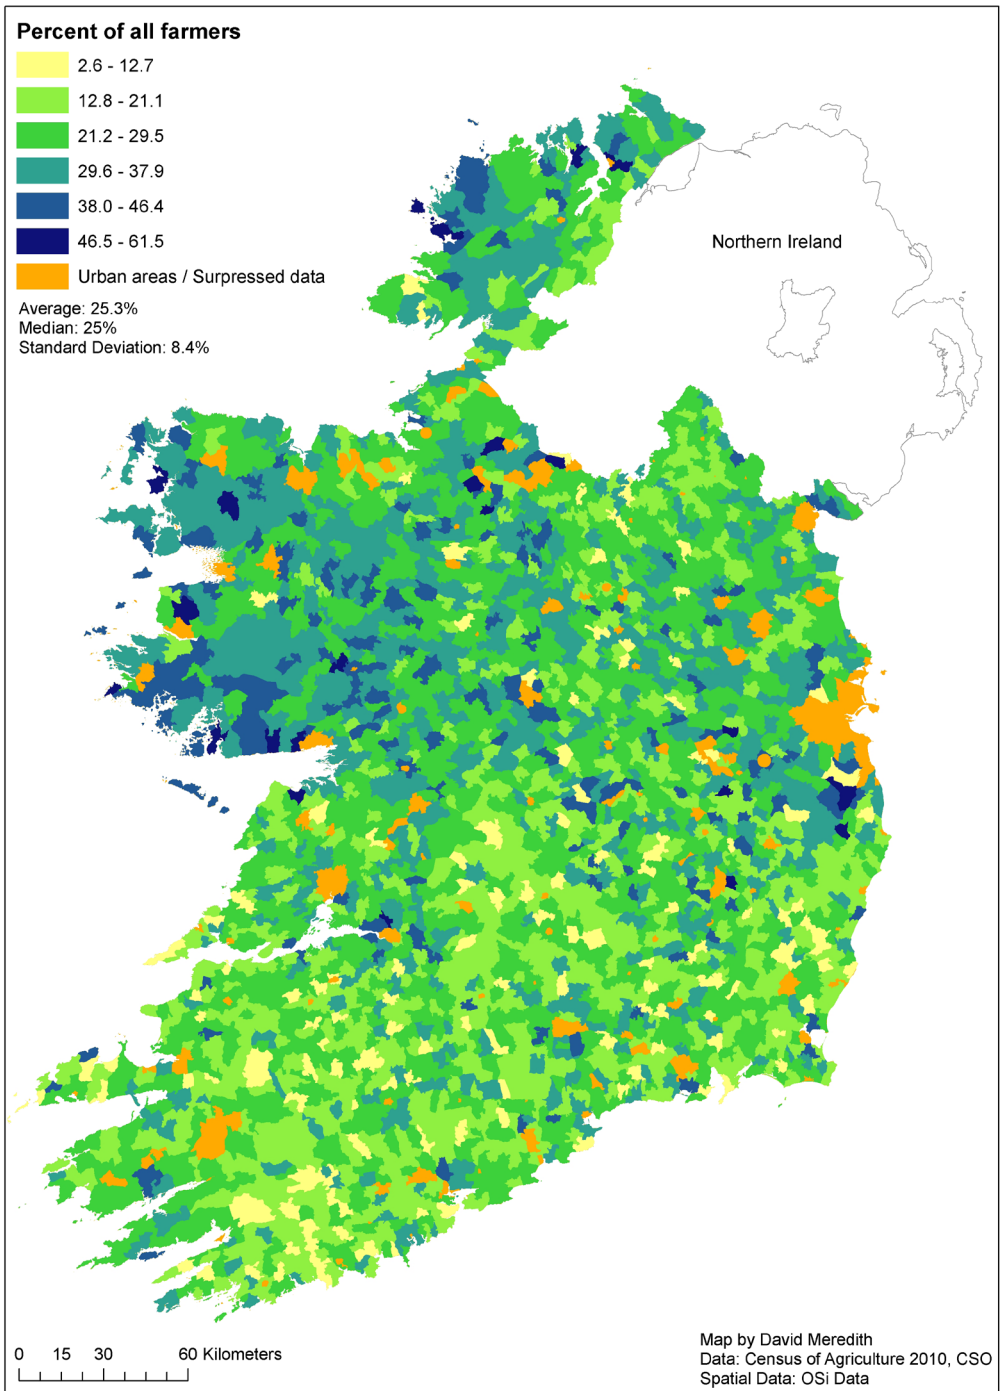 Percent of all farmers
2.6 - 12.7
12.8 - 21.1
21.2 - 29.5
29.6 - 37.9
38.0 - 46.4
46.5 - 61.5
Urban areas / Surpressed data
Average: 25.3%
Median: 25%
Standard Deviation: 8.4%
Northern Ireland
0 15 30 60 Kilometers
Map by David Meredith
Data: Census of Agriculture 2010, CSO
Spatial Data: OSi Data